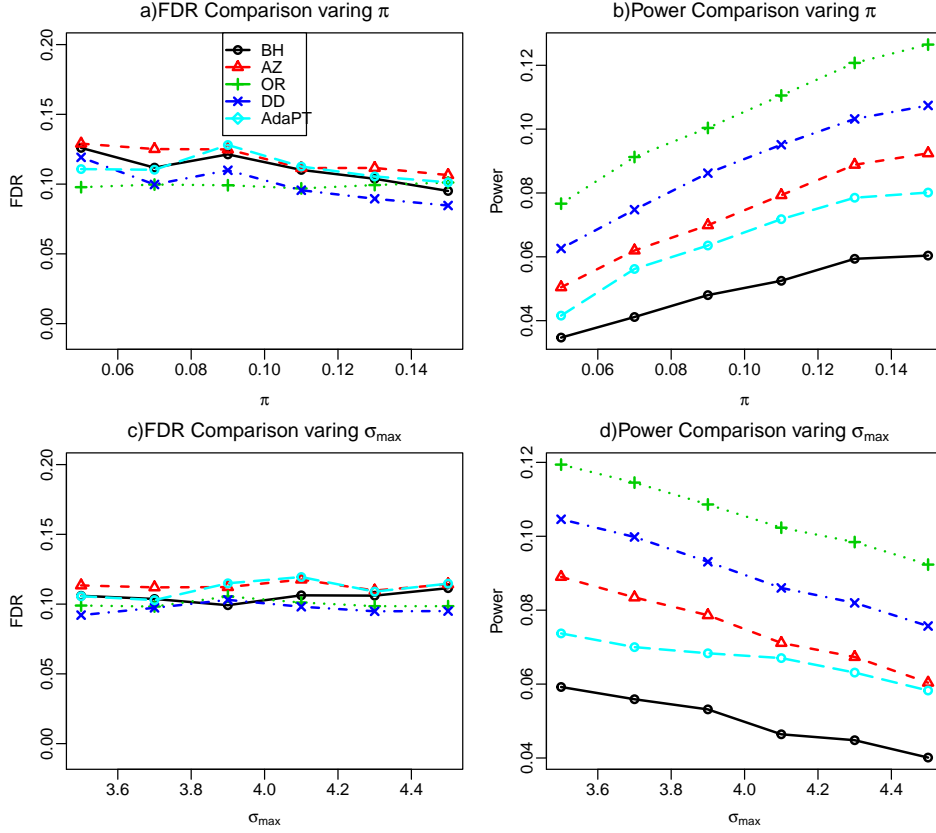 a)FDR Comparison varing π
FDR
0.00 0.05 0.10 0.15 0.20
BH
AZ
OR
DD
AdaPT
0.06 0.08 0.10 0.12 0.14
π
b)Power Comparison varing π
Power
0.04 0.06 0.08 0.10 0.12
0.06 0.08 0.10 0.12 0.14
π
c)FDR Comparison varing σmax
FDR
0.00 0.05 0.10 0.15 0.20
3.6 3.8 4.0 4.2 4.4
σmax
d)Power Comparison varing σmax
Power
0.04 0.06 0.08 0.10 0.12
3.6 3.8 4.0 4.2 4.4
σmax